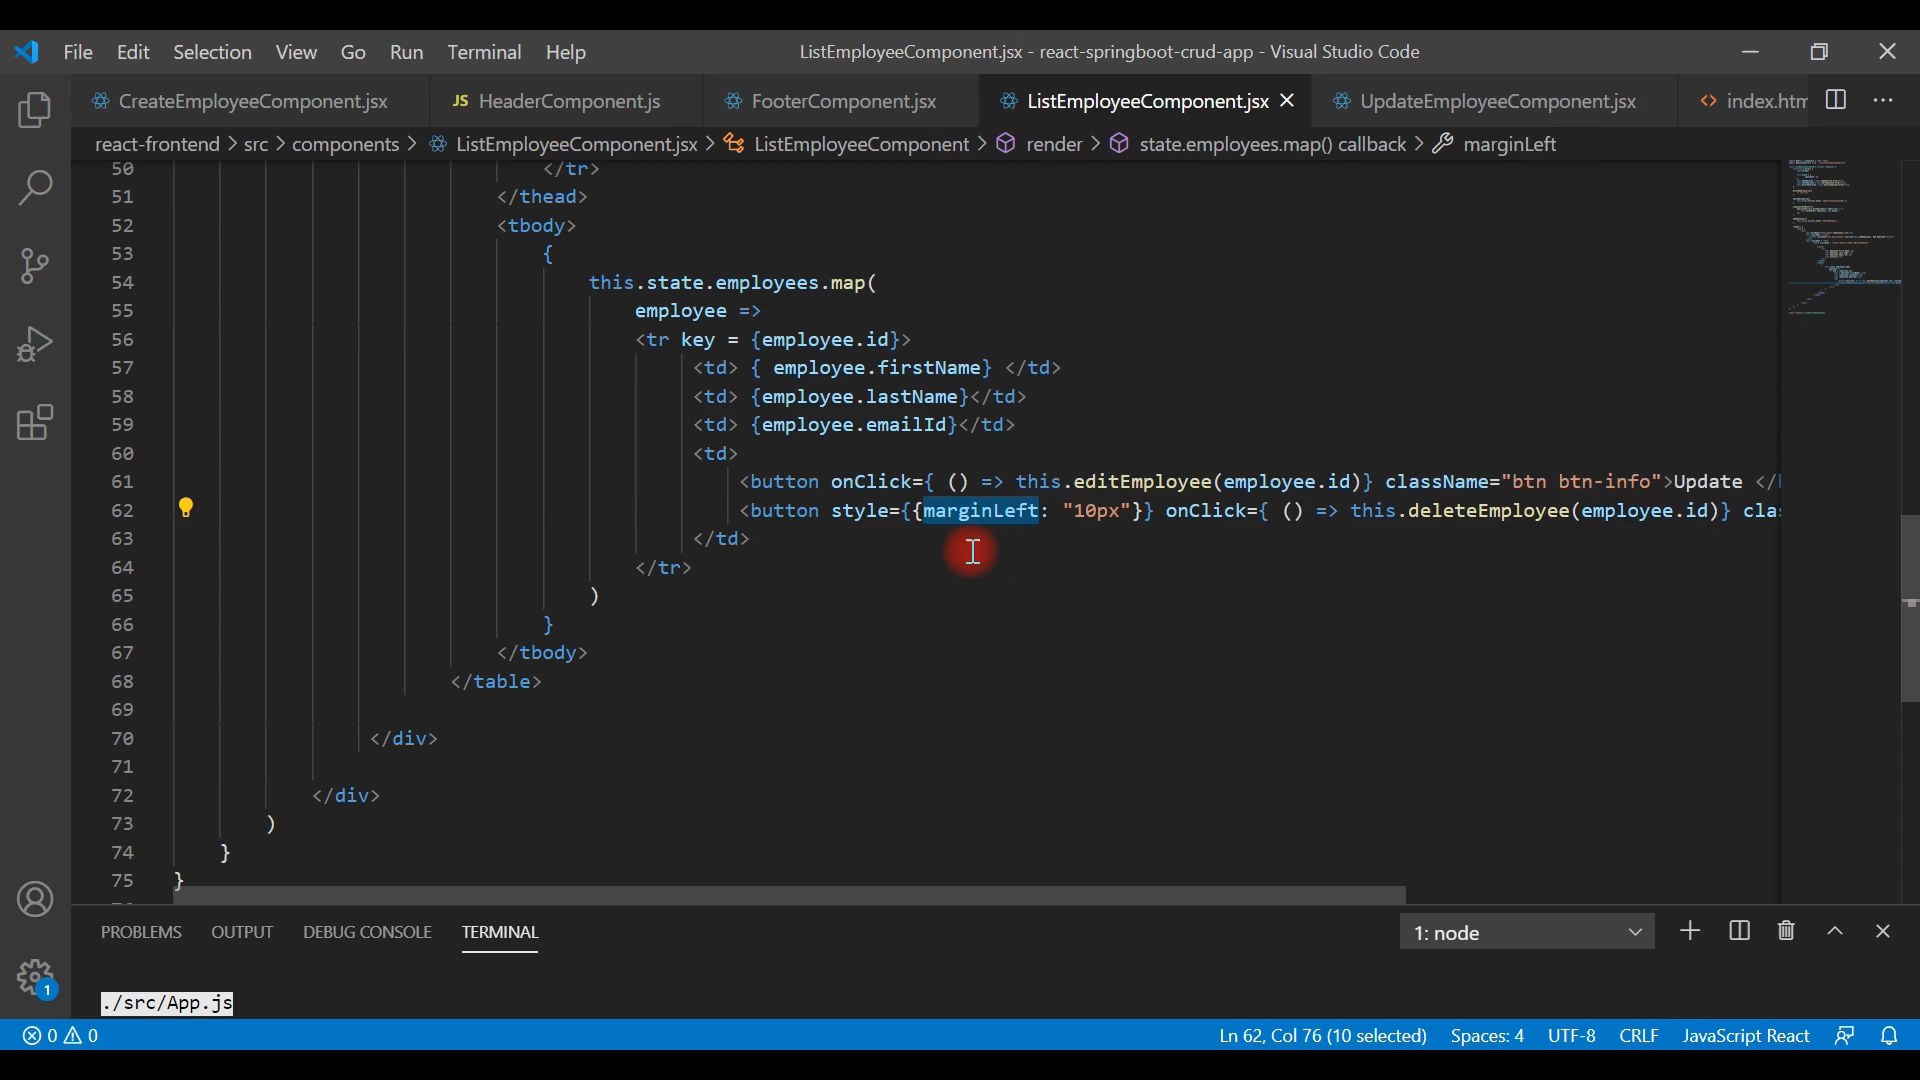 File Edit Selection View Go Run Terminal Help ListEmployeeComponent.jsx - react-springboot-crud-app - Visual Studio Code
CreateEmployeeComponent.jsx JS HeaderComponent.js FooterComponent.jsx ListEmployeeComponent.jsx UpdateEmployeeComponent.jsx index.htm
react-frontend > src > components > ListEmployeeComponent.jsx > ListEmployeeComponent > render > state.employees.map() callback > marginLeft
50 </tr>
51 </thead>
52 <tbody>
53 {
54 this.state.employees.map(
55 employee =>
56 <tr key = {employee.id}>
57 <td> { employee.firstName} </td>
58 <td> {employee.lastName}</td>
59 <td> {employee.emailId}</td>
60 <td>
61 <button onClick={ () => this.editEmployee(employee.id)} className="btn btn-info">Update </
62 <button style={{marginLeft: "10px"}} onClick={ () => this.deleteEmployee(employee.id)} clas
63 </td>
64 </tr>
65 )
66 }
67 </tbody>
68 </table>
69
70 </div>
71
72 </div>
73 )
74 }
75 }
PROBLEMS OUTPUT DEBUG CONSOLE TERMINAL 1: node
./src/App.js
1
0 0 Ln 62, Col 76 (10 selected) Spaces: 4 UTF-8 CRLF JavaScript React